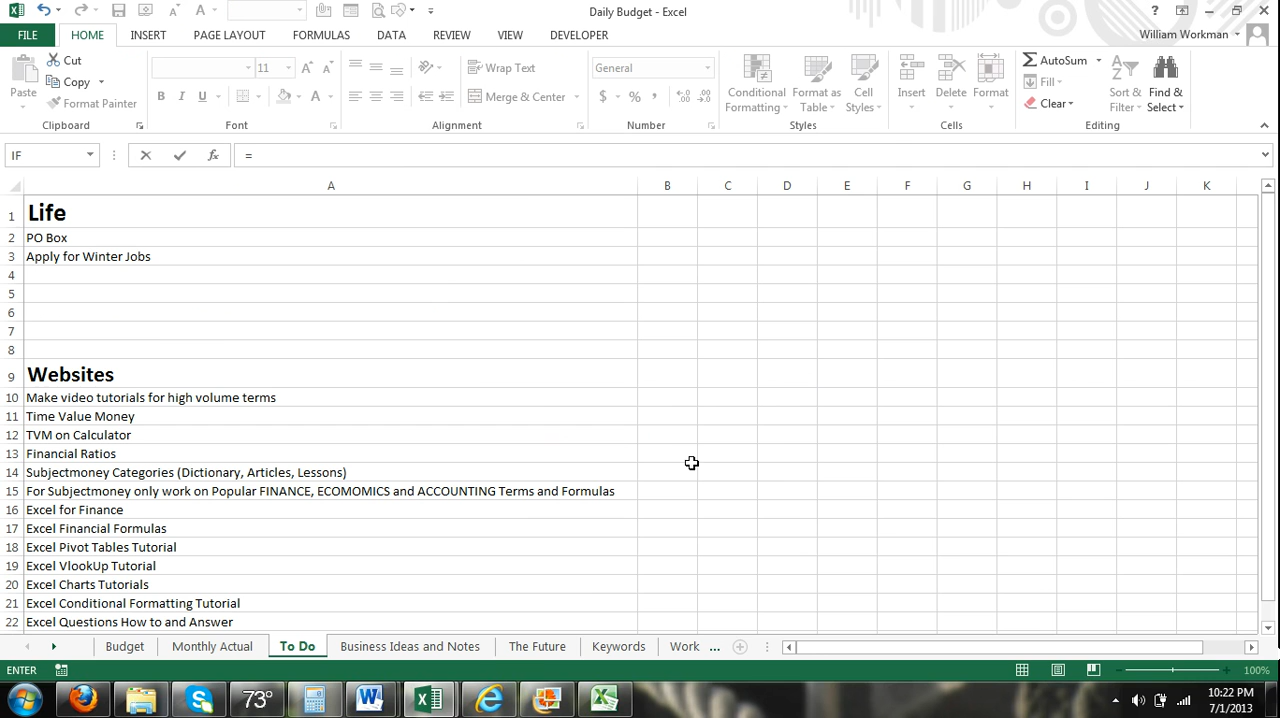 Daily Budget - Excel
FILE HOME INSERT PAGE LAYOUT FORMULAS DATA REVIEW VIEW DEVELOPER William Workman
Paste Cut Copy Format Painter
11 Wrap Text Merge & Center
General $ % ,
Conditional Formatting Format as Table Cell Styles
Insert Delete Format
AutoSum Fill Clear Sort & Filter Find & Select
Clipboard Font Alignment Number Styles Cells Editing
IF fx =
A B C D E F G H I J K
1 Life
2 PO Box
3 Apply for Winter Jobs
4
5
6
7
8
9 Websites
10 Make video tutorials for high volume terms
11 Time Value Money
12 TVM on Calculator
13 Financial Ratios
14 Subjectmoney Categories (Dictionary, Articles, Lessons)
15 For Subjectmoney only work on Popular FINANCE, ECOMOMICS and ACCOUNTING Terms and Formulas
16 Excel for Finance
17 Excel Financial Formulas
18 Excel Pivot Tables Tutorial
19 Excel VlookUp Tutorial
20 Excel Charts Tutorials
21 Excel Conditional Formatting Tutorial
22 Excel Questions How to and Answer
Budget Monthly Actual To Do Business Ideas and Notes The Future Keywords Work ...
ENTER 100%
73° 10:22 PM
7/1/2013